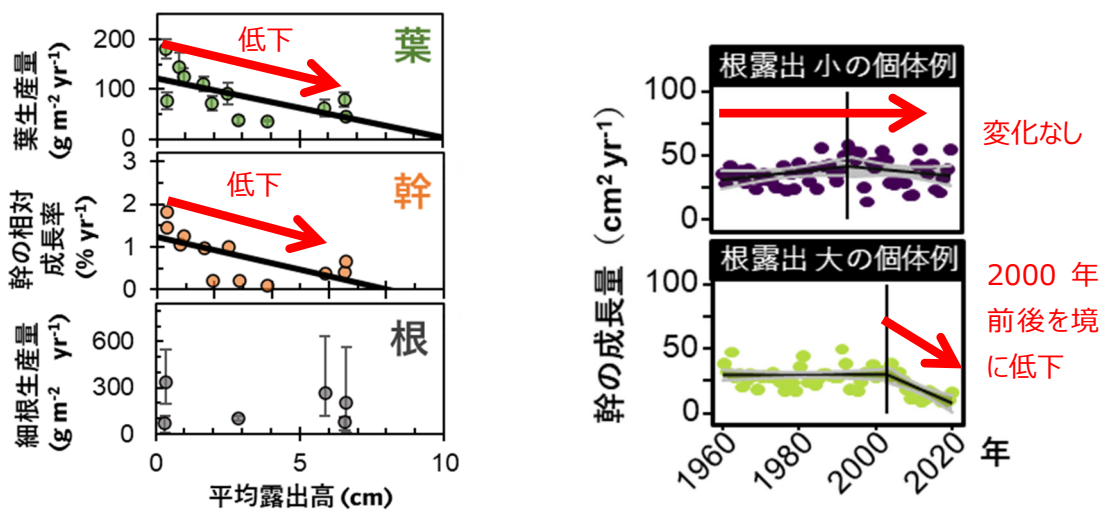 葉生産量
(g m-2 yr-1)
200
100
0
低下
葉
幹の相対
成長率
(% yr-1)
3
2
1
0
低下
幹
細根生産量
(g m-2 yr-1)
600
300
0
根
0
5
10
平均露出高(cm)
幹の成長量 (cm2 yr-1)
根露出 小の個体例
100
50
0
変化なし
根露出 大の個体例
100
50
0
2000 年
前後を境
に低下
1960
1980
2000
2020
年